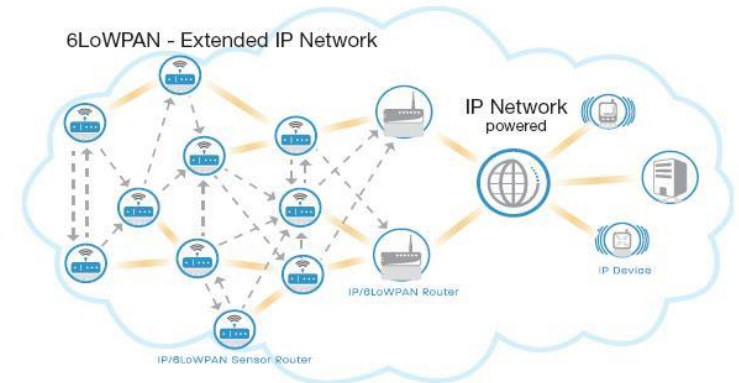 6LoWPAN - Extended IP Network
IP Network
powered
IP Device
IP/6LoWPAN Router
IP/6LoWPAN Sensor Router